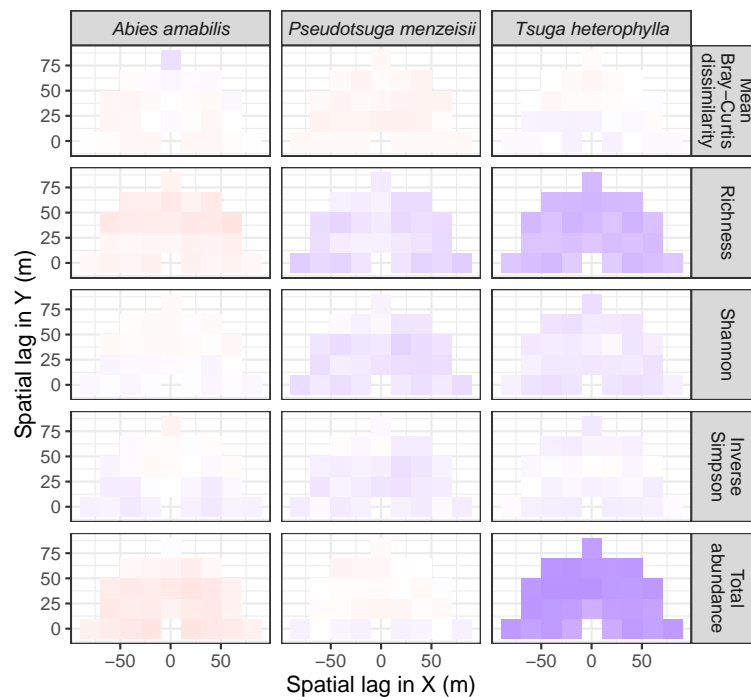 Abies amabilis
Pseudotsuga menzeisii
Tsuga heterophylla
75
50
25
0
Mean
Bray−Curtis
dissimilarity
75
50
25
0
Richness
75
50
25
0
Shannon
75
50
25
0
Inverse
Simpson
75
50
25
0
Total
abundance
−50 0 50
−50 0 50
−50 0 50
Spatial lag in X (m)
Spatial lag in Y (m)